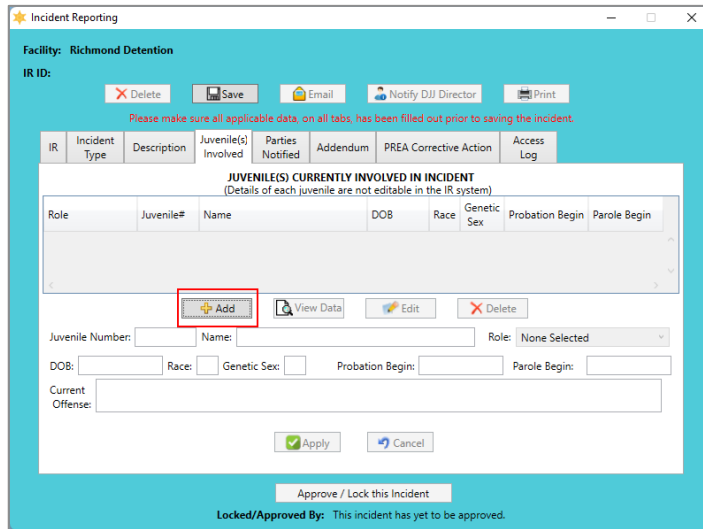 Incident Reporting
Facility: Richmond Detention
IR ID:
Delete Save Email Notify DJJ Director Print
Please make sure all applicable data, on all tabs, has been filled out prior to saving the incident.
IR Incident Type Description Juvenile(s) Involved Parties Notified Addendum PREA Corrective Action Access Log
JUVENILE(S) CURRENTLY INVOLVED IN INCIDENT
(Details of each juvenile are not editable in the IR system)
Role Juvenile# Name DOB Race Genetic Sex Probation Begin Parole Begin
Add View Data Edit Delete
Juvenile Number: Name: Role: None Selected
DOB: Race: Genetic Sex: Probation Begin: Parole Begin:
Current Offense:
Apply Cancel
Approve / Lock this Incident
Locked/Approved By: This incident has yet to be approved.